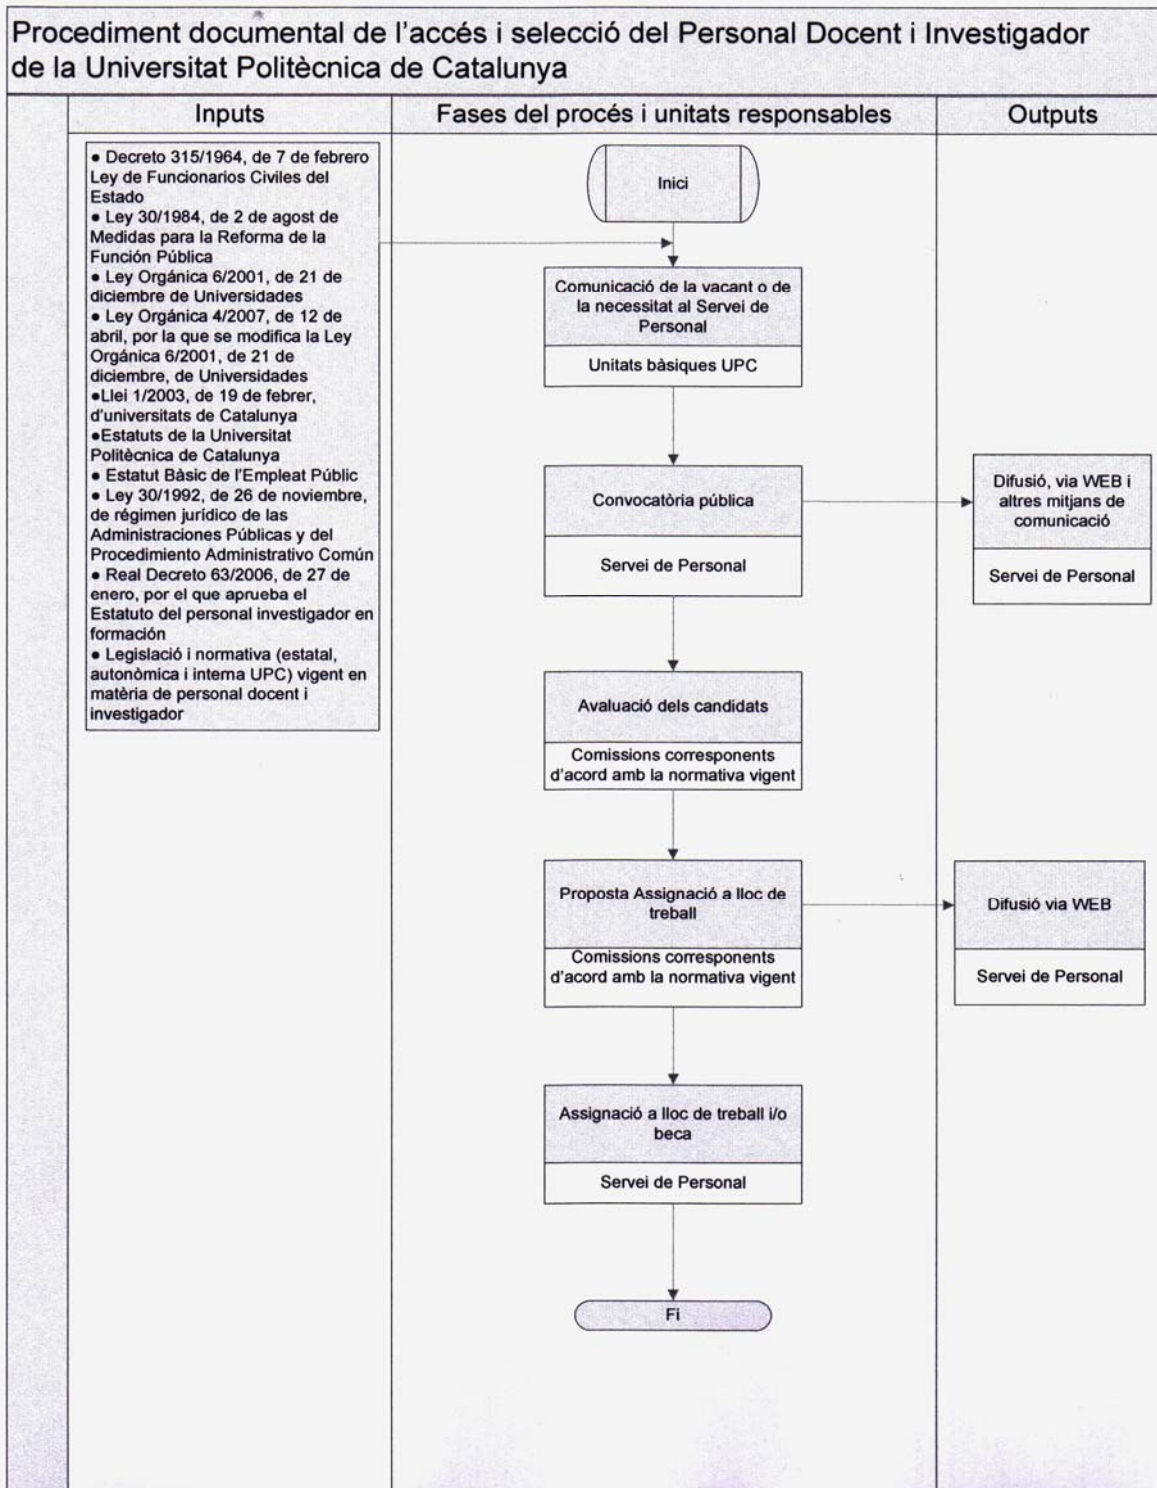 Procediment documental de l'accés i selecció del Personal Docent i Investigador
de la Universitat Politècnica de Catalunya
Inputs
Fases del procés i unitats responsables
Outputs
● Decreto 315/1964, de 7 de febrero
Ley de Funcionarios Civiles del
Estado
● Ley 30/1984, de 2 de agost de
Medidas para la Reforma de la
Función Pública
● Ley Orgánica 6/2001, de 21 de
diciembre de Universidades
● Ley Orgánica 4/2007, de 12 de
abril, por la que se modifica la Ley
Orgánica 6/2001, de 21 de
diciembre, de Universidades
●Llei 1/2003, de 19 de febrer,
d'universitats de Catalunya
●Estatuts de la Universitat
Politècnica de Catalunya
● Estatut Bàsic de l'Empleat Públic
● Ley 30/1992, de 26 de noviembre,
de régimen jurídico de las
Administraciones Públicas y del
Procedimiento Administrativo Común
● Real Decreto 63/2006, de 27 de
enero, por el que aprueba el
Estatuto del personal investigador en
formación
● Legislació i normativa (estatal,
autonòmica i interna UPC) vigent en
matèria de personal docent i
investigador
Inici
Comunicació de la vacant o de
la necessitat al Servei de
Personal
Unitats bàsiques UPC
Convocatòria pública
Servei de Personal
Difusió, via WEB i
altres mitjans de
comunicació
Servei de Personal
Avaluació dels candidats
Comissions corresponents
d'acord amb la normativa vigent
Proposta Assignació a lloc de
treball
Comissions corresponents
d'acord amb la normativa vigent
Difusió via WEB
Servei de Personal
Assignació a lloc de treball i/o
beca
Servei de Personal
Fi